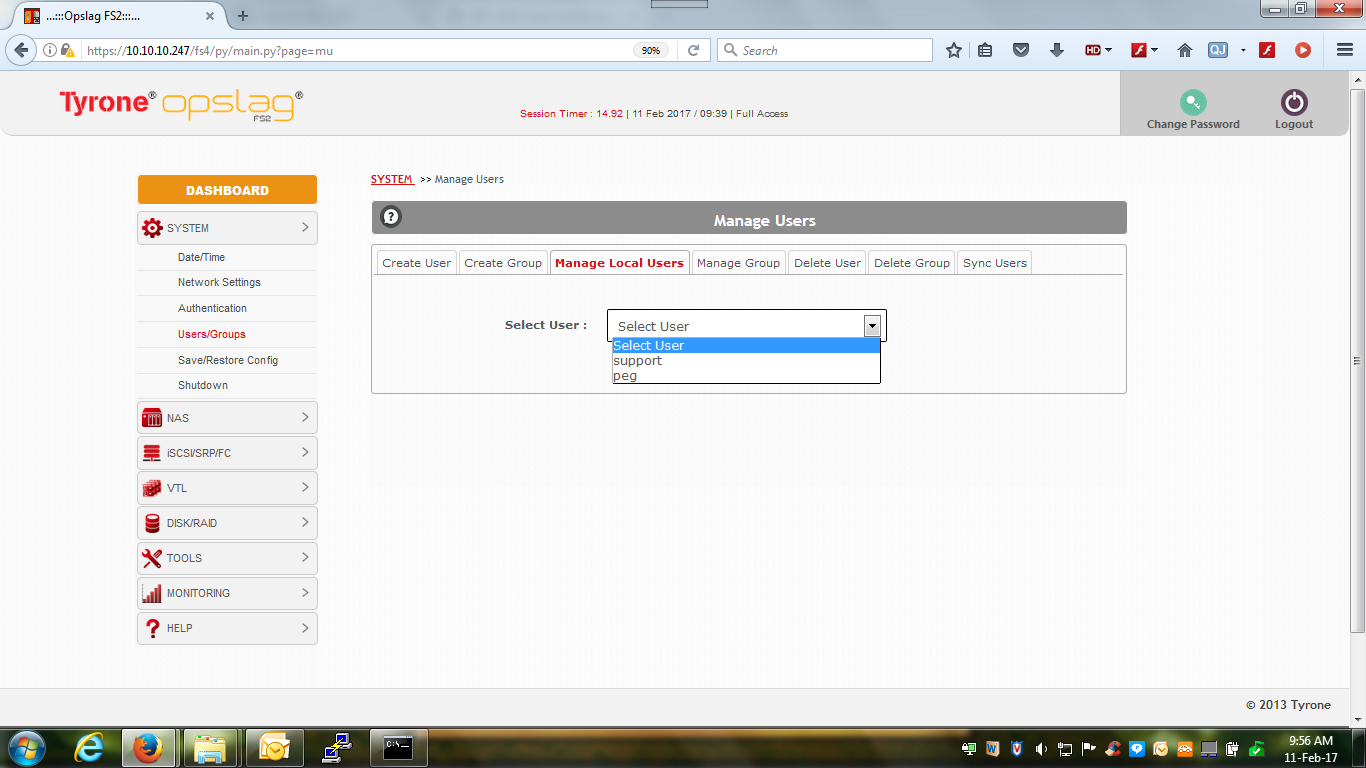 ...:::Opslag FS2:::...
https://10.10.10.247/fs4/py/main.py?page=mu
90%
Search
HD
QJ
Tyrone® opslag®
FS2
Session Timer : 14.92 | 11 Feb 2017 / 09:39 | Full Access
Change Password
Logout
DASHBOARD
SYSTEM
Date/Time
Network Settings
Authentication
Users/Groups
Save/Restore Config
Shutdown
NAS
iSCSI/SRP/FC
VTL
DISK/RAID
TOOLS
MONITORING
HELP
SYSTEM >> Manage Users
?
Manage Users
Create User
Create Group
Manage Local Users
Manage Group
Delete User
Delete Group
Sync Users
Select User :
Select User
Select User
support
peg
© 2013 Tyrone
C:\
9:56 AM
11-Feb-17